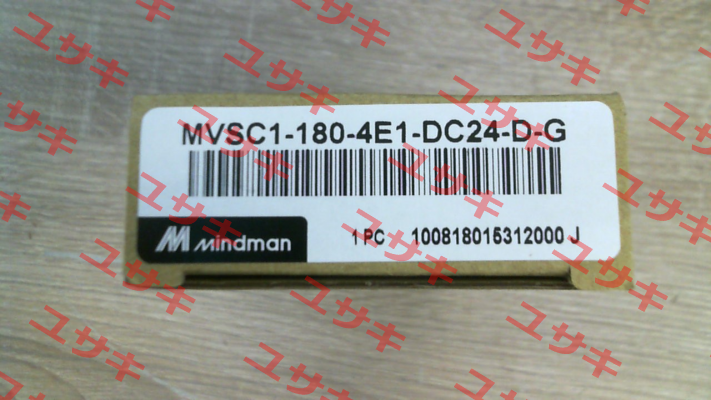 MVSC1-180-4E1-DC24-D-G
mindman
1 PC 100818015312000 J
ユサキ